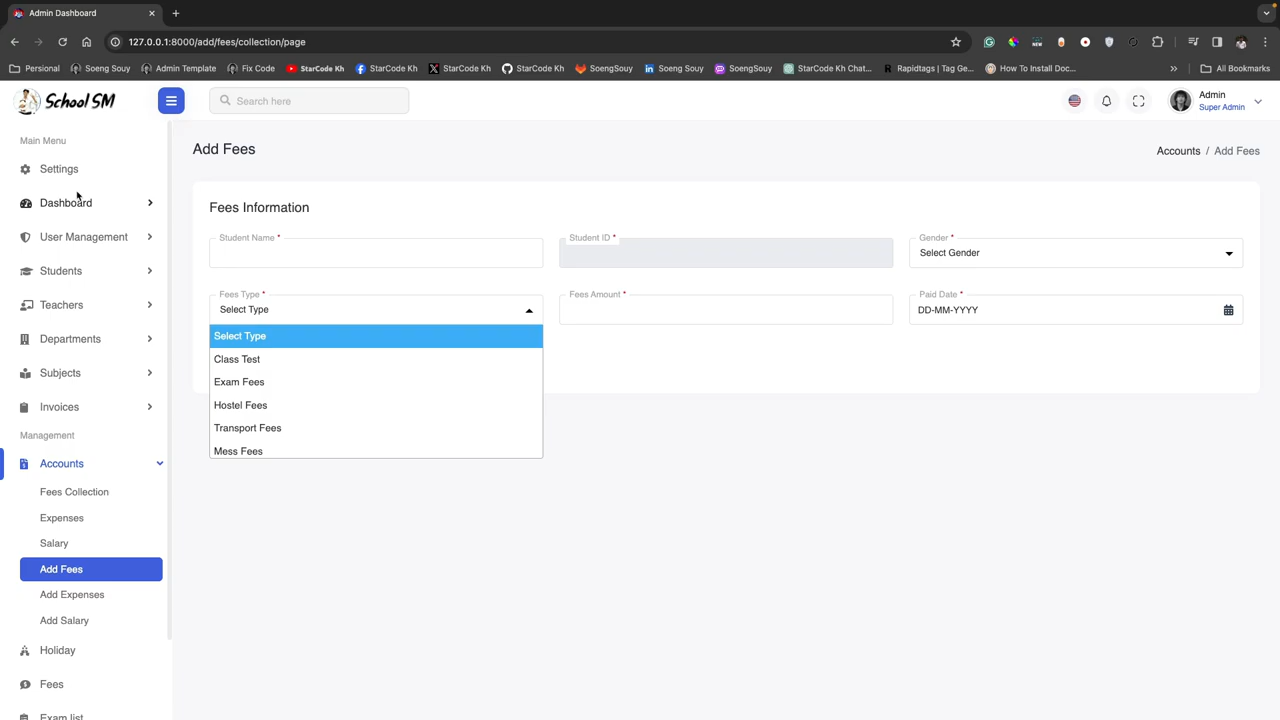 Admin Dashboard
127.0.0.1:8000/add/fees/collection/page
Personal
Soeng Souy
Admin Template
Fix Code
StarCode Kh
StarCode Kh
StarCode Kh
StarCode Kh
SoengSouy
Soeng Souy
SoengSouy
StarCode Kh Chat...
Rapidtags | Tag Ge...
How To Install Doc...
All Bookmarks
School SM
Search here
Admin
Super Admin
Main Menu
Settings
Dashboard
User Management
Students
Teachers
Departments
Subjects
Invoices
Management
Accounts
Fees Collection
Expenses
Salary
Add Fees
Add Expenses
Add Salary
Holiday
Fees
Exam list
Add Fees
Accounts / Add Fees
Fees Information
Student Name *
Student ID *
Gender *
Select Gender
Fees Type *
Select Type
Fees Amount *
Paid Date *
DD-MM-YYYY
Select Type
Class Test
Exam Fees
Hostel Fees
Transport Fees
Mess Fees